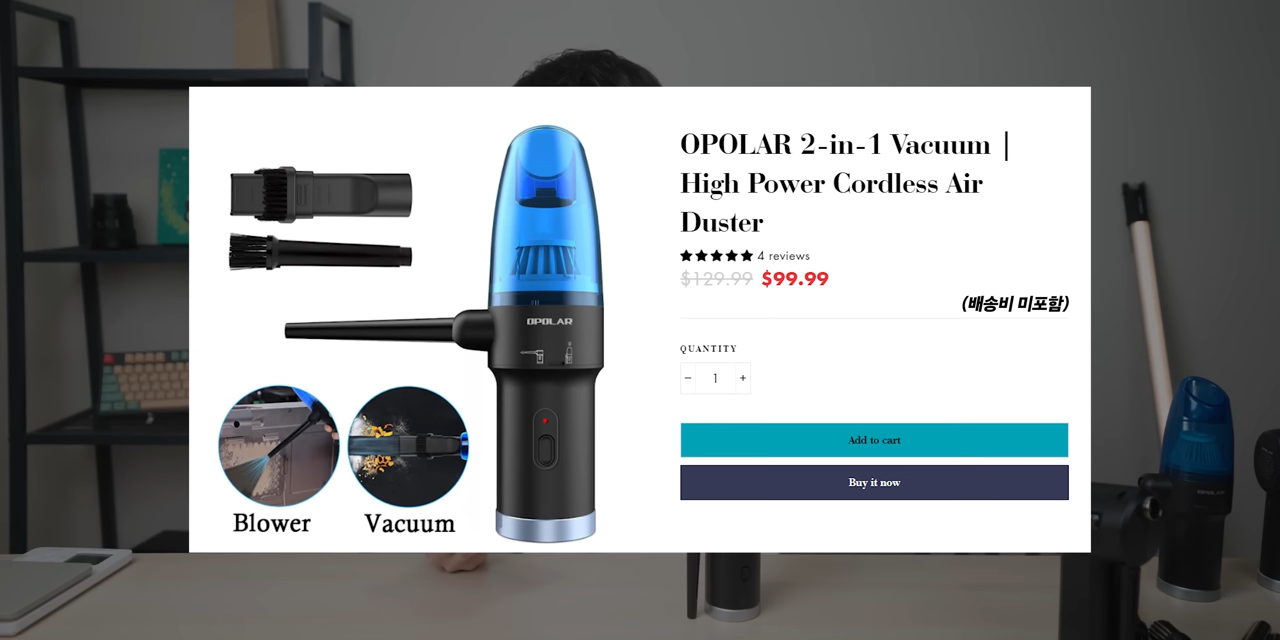 OPOLAR 2-in-1 Vacuum |
High Power Cordless Air
Duster
4 reviews
$129.99 $99.99
(배송비 미포함)
QUANTITY
− 1 +
Add to cart
Buy it now
OPOLAR
Blower
Vacuum